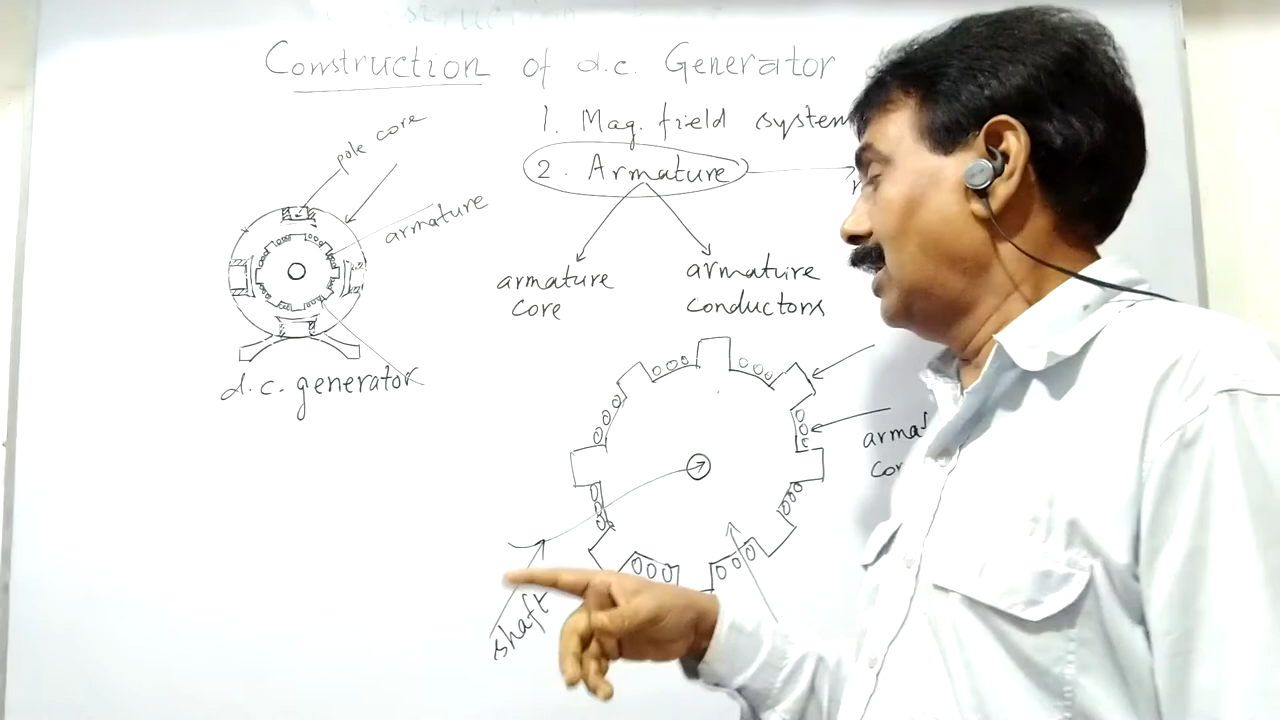 Construction of d.c. Generator
1. Mag. field system
2. Armature
pole core
armature
armature core
armature conductors
d.c. generator
shaft